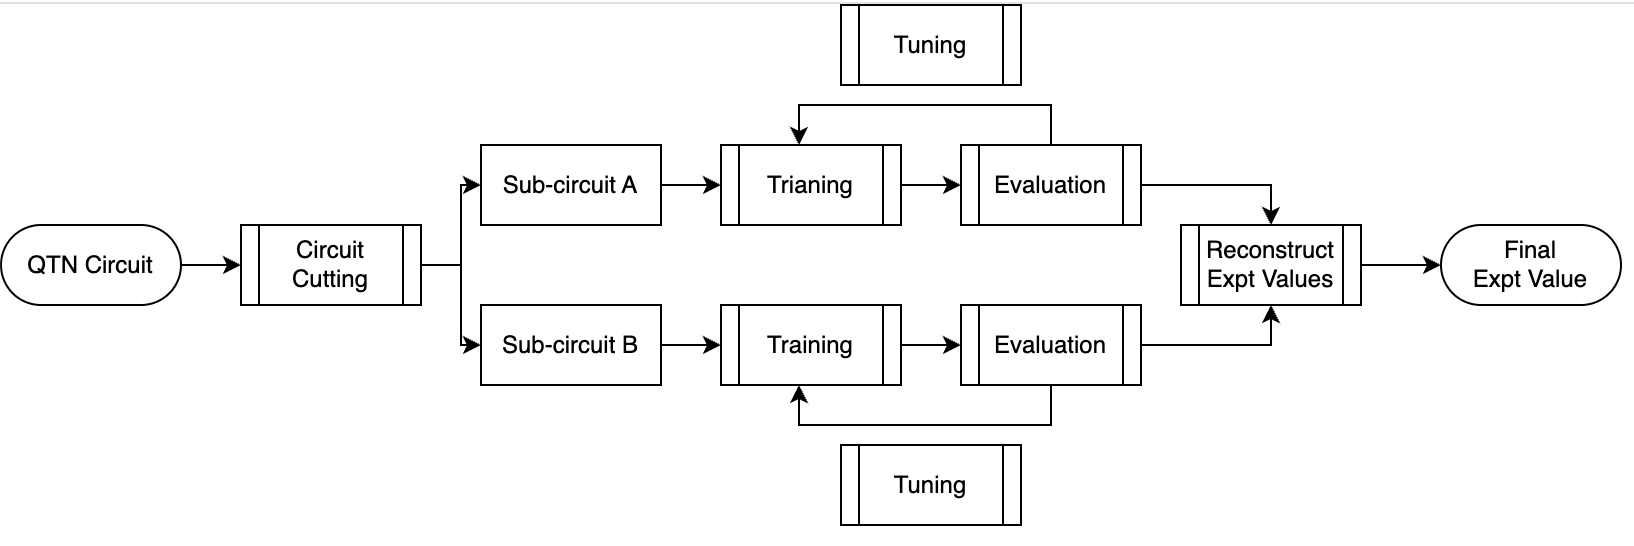 Tuning
Sub-circuit A
Trianing
Evaluation
QTN Circuit
Circuit
Cutting
Reconstruct
Expt Values
Final
Expt Value
Sub-circuit B
Training
Evaluation
Tuning